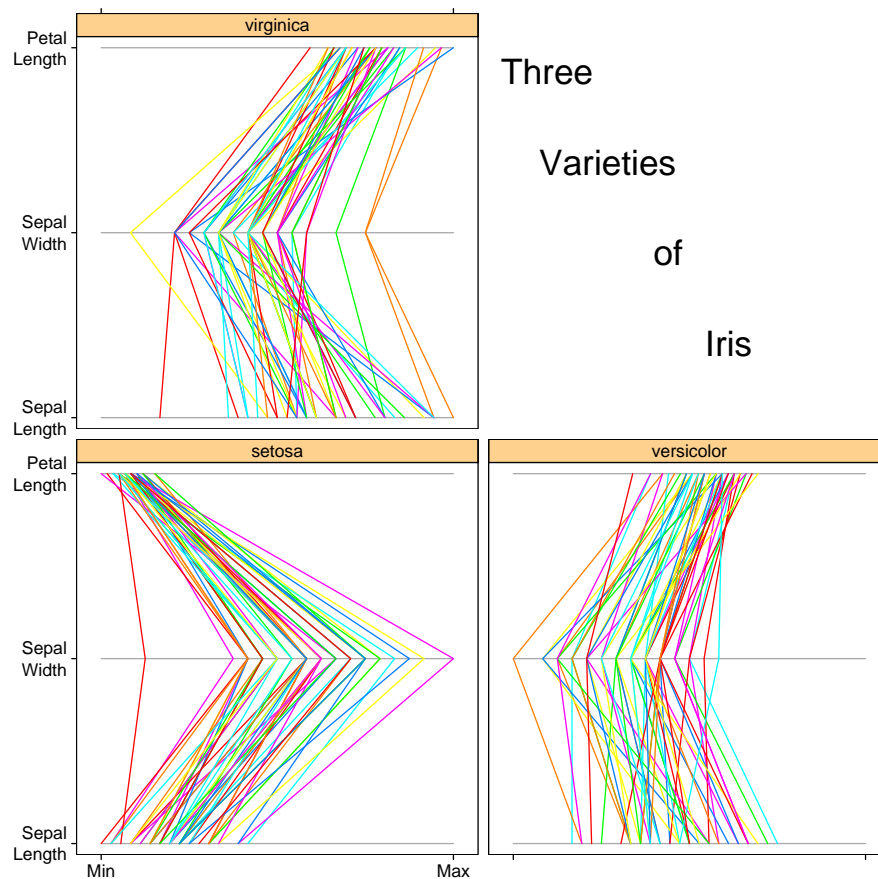 virginica
Petal
Length
Sepal
Width
Sepal
Length
Three
Varieties
of
Iris
setosa
versicolor
Petal
Length
Sepal
Width
Sepal
Length
Min
Max